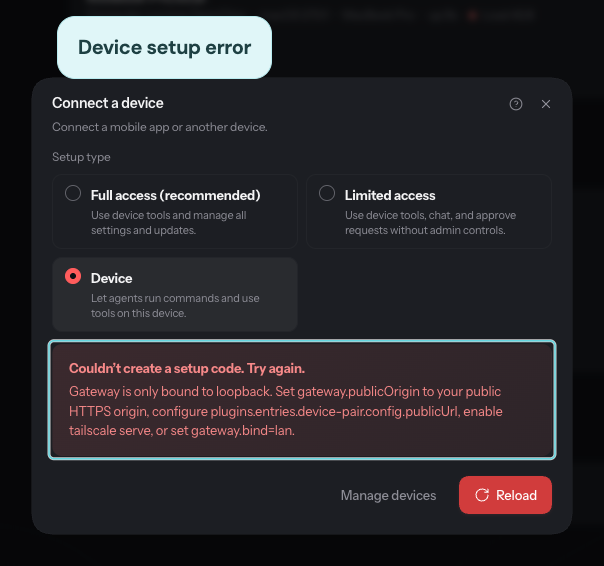 Device setup error
Connect a device
Connect a mobile app or another device.
Setup type
Full access (recommended)
Use device tools and manage all
settings and updates.
Limited access
Use device tools, chat, and approve
requests without admin controls.
Device
Let agents run commands and use
tools on this device.
Couldn't create a setup code. Try again.
Gateway is only bound to loopback. Set gateway.publicOrigin to your public
HTTPS origin, configure plugins.entries.device-pair.config.publicUrl, enable
tailscale serve, or set gateway.bind=lan.
Manage devices
Reload